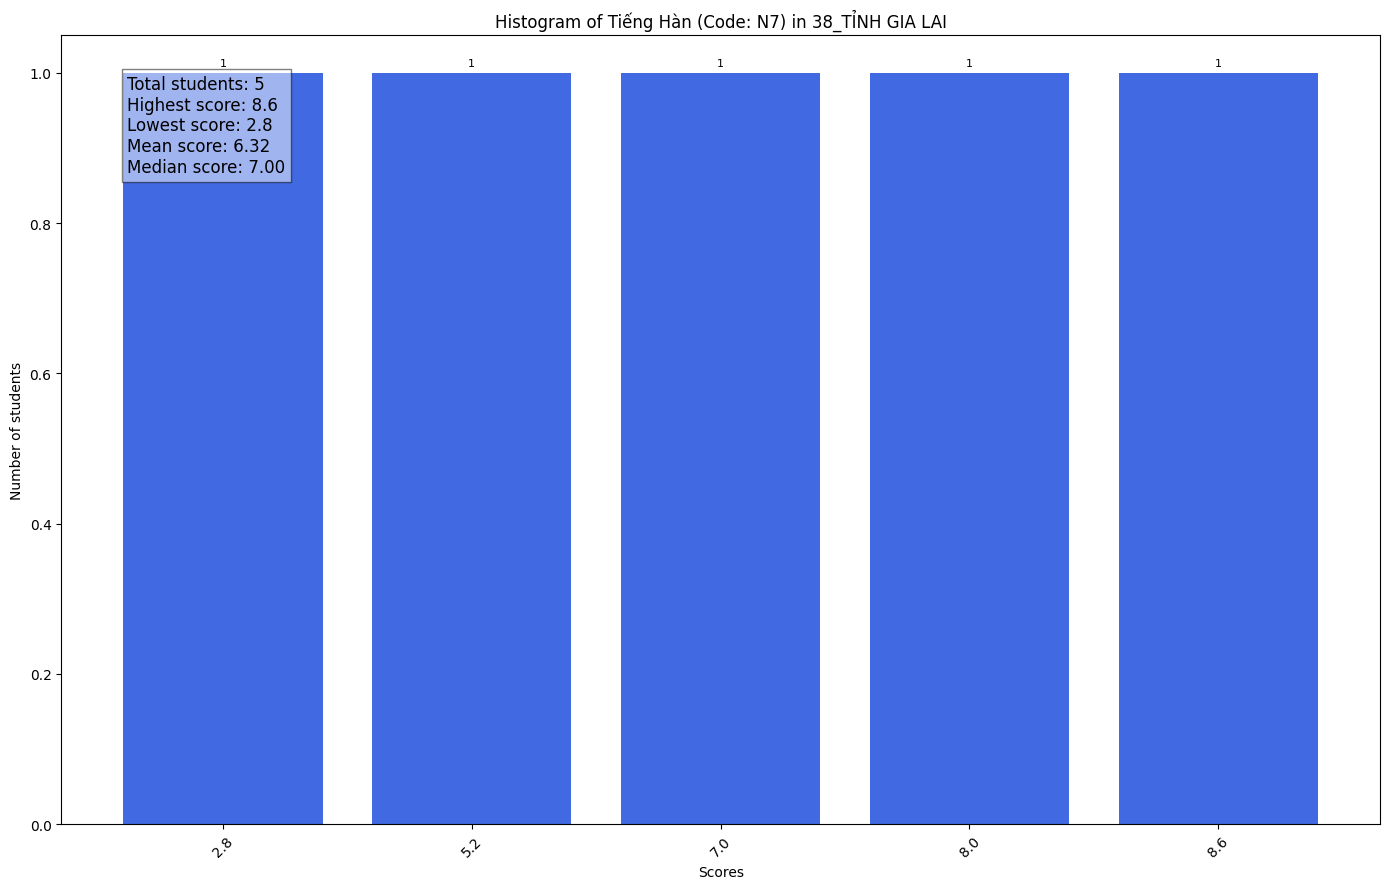 Histogram of Tiếng Hàn (Code: N7) in 38_TỈNH GIA LAI
1 1 1 1 1
Total students: 5
Highest score: 8.6
Lowest score: 2.8
Mean score: 6.32
Median score: 7.00
Number of students
1.0
0.8
0.6
0.4
0.2
0.0
2.8 5.2 7.0 8.0 8.6
Scores